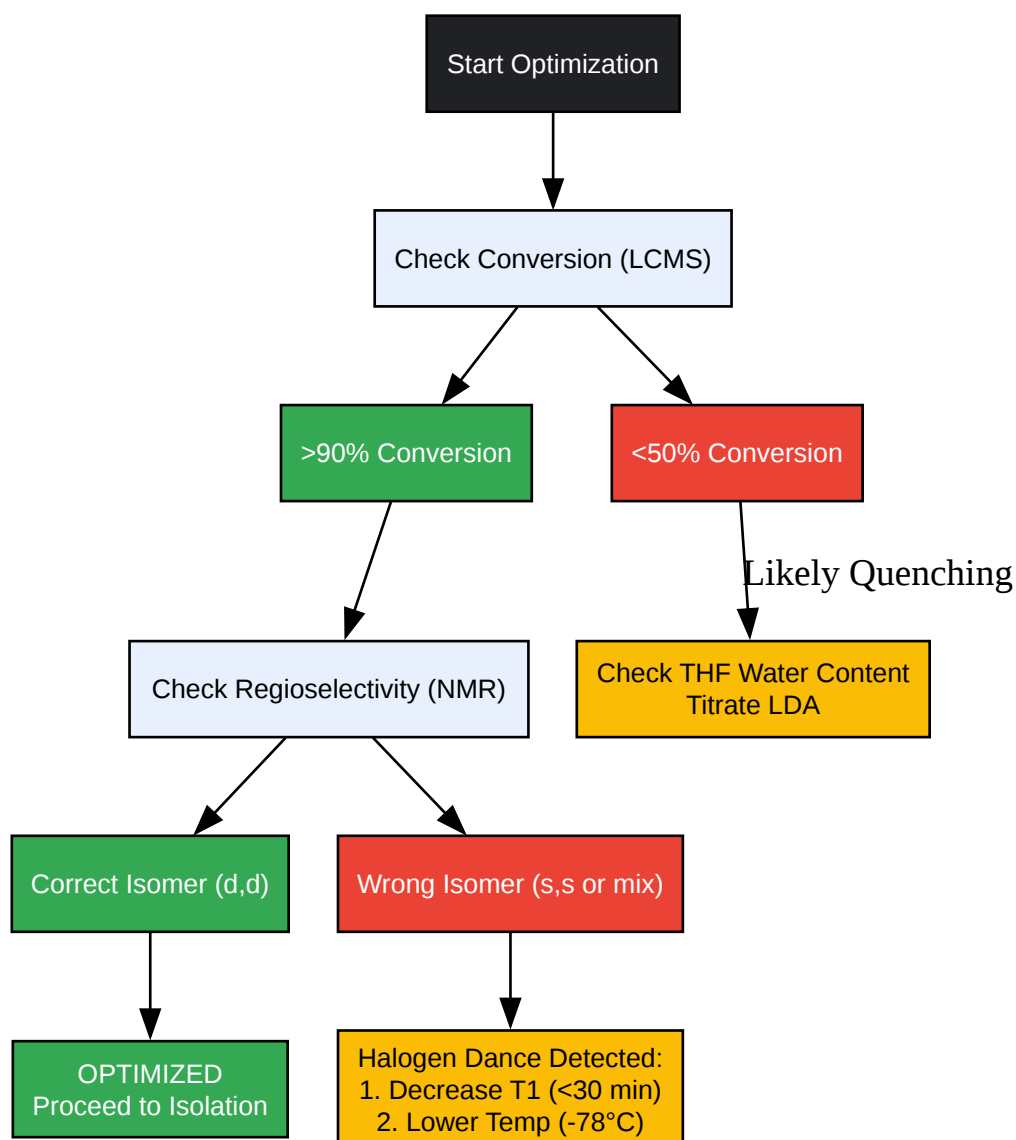 Start Optimization
Check Conversion (LCMS)
>90% Conversion
<50% Conversion
Likely Quenching
Check Regioselectivity (NMR)
Check THF Water Content
Titrate LDA
Correct Isomer (d,d)
Wrong Isomer (s,s or mix)
OPTIMIZED
Proceed to Isolation
Halogen Dance Detected:
1. Decrease T1 (<30 min)
2. Lower Temp (-78°C)